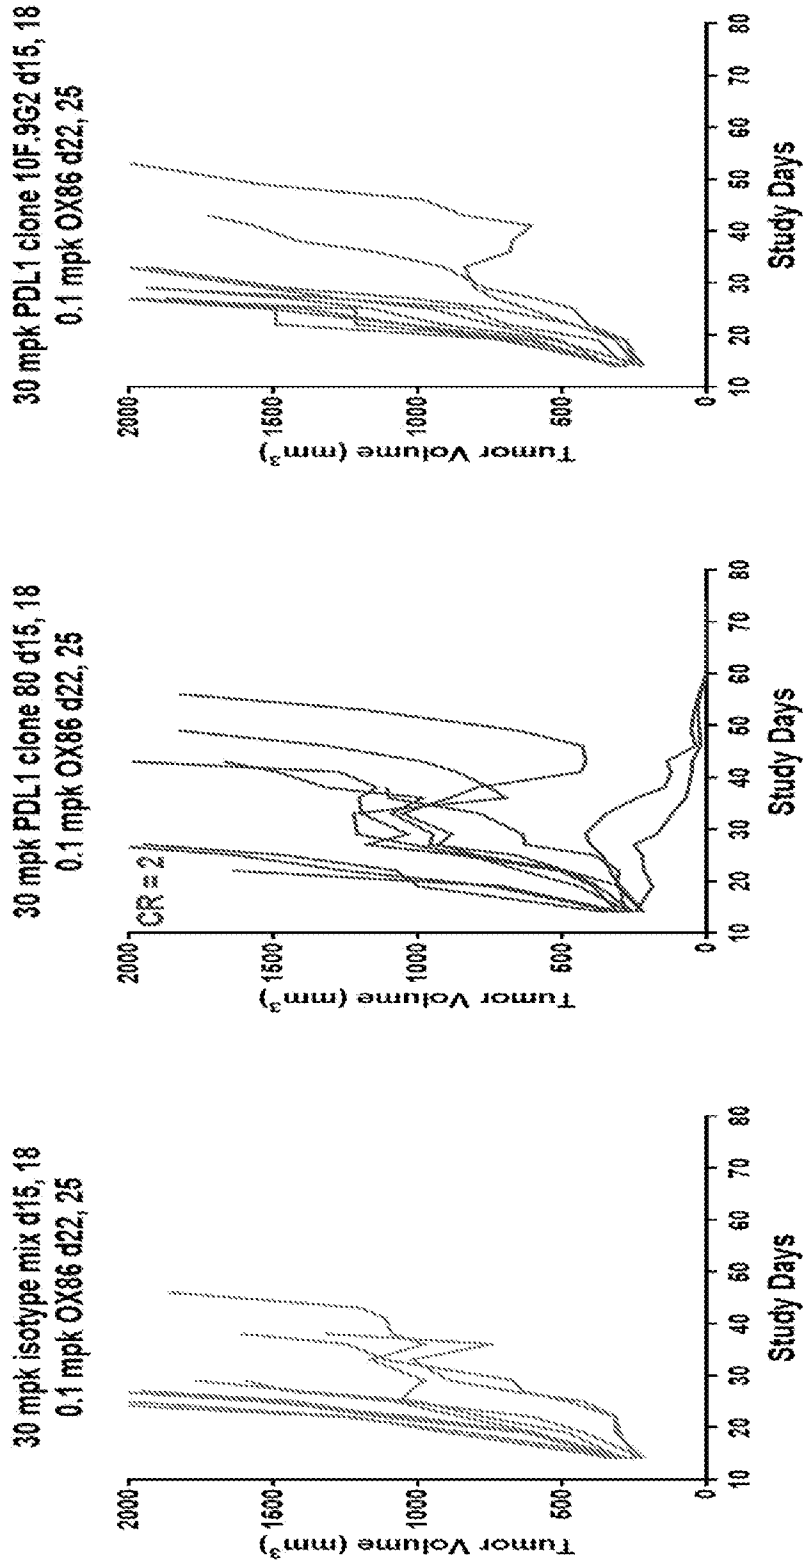 30 mpk isotype mix d15, 18
0.1 mpk OX86 d22, 25
Tumor Volume (mm³)
2000
1500
1000
500
0
10 20 30 40 50 60 70 80
Study Days
30 mpk PDL1 clone 80 d15, 18
0.1 mpk OX86 d22, 25
CR = 2
Tumor Volume (mm³)
2000
1500
1000
500
0
10 20 30 40 50 60 70 80
Study Days
30 mpk PDL1 clone 10F.9G2 d15, 18
0.1 mpk OX86 d22, 25
Tumor Volume (mm³)
2000
1500
1000
500
0
10 20 30 40 50 60 70 80
Study Days